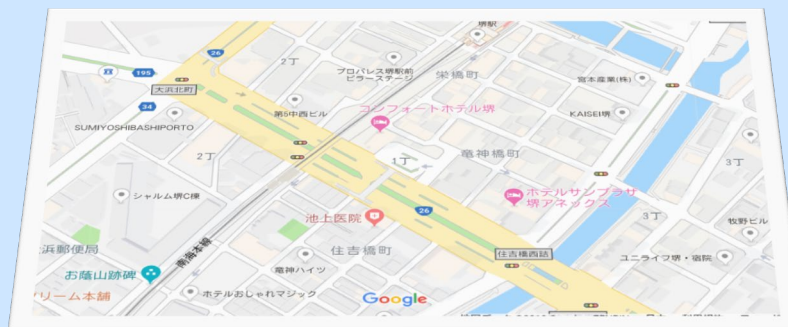 堺駅
26
2丁
プロパレス堺駅前
ピラーステージ
栄橋町
195
大浜北町
宮本産業(株)
34
第5中西ビル
コンフォートホテル堺
KAISEI堺
SUMIYOSHIBASHIPORTO
2丁
1丁
竜神橋町
3丁
シャルム堺C棟
ホテルサンプラザ
堺アネックス
26
池上医院
3丁
牧野ビル
浜郵便局
住吉橋町
住吉橋西詰
ユニライフ堺・宿院
お蔭山跡碑
竜神ハイツ
リーム本舗
ホテルおしゃれマジック
Google